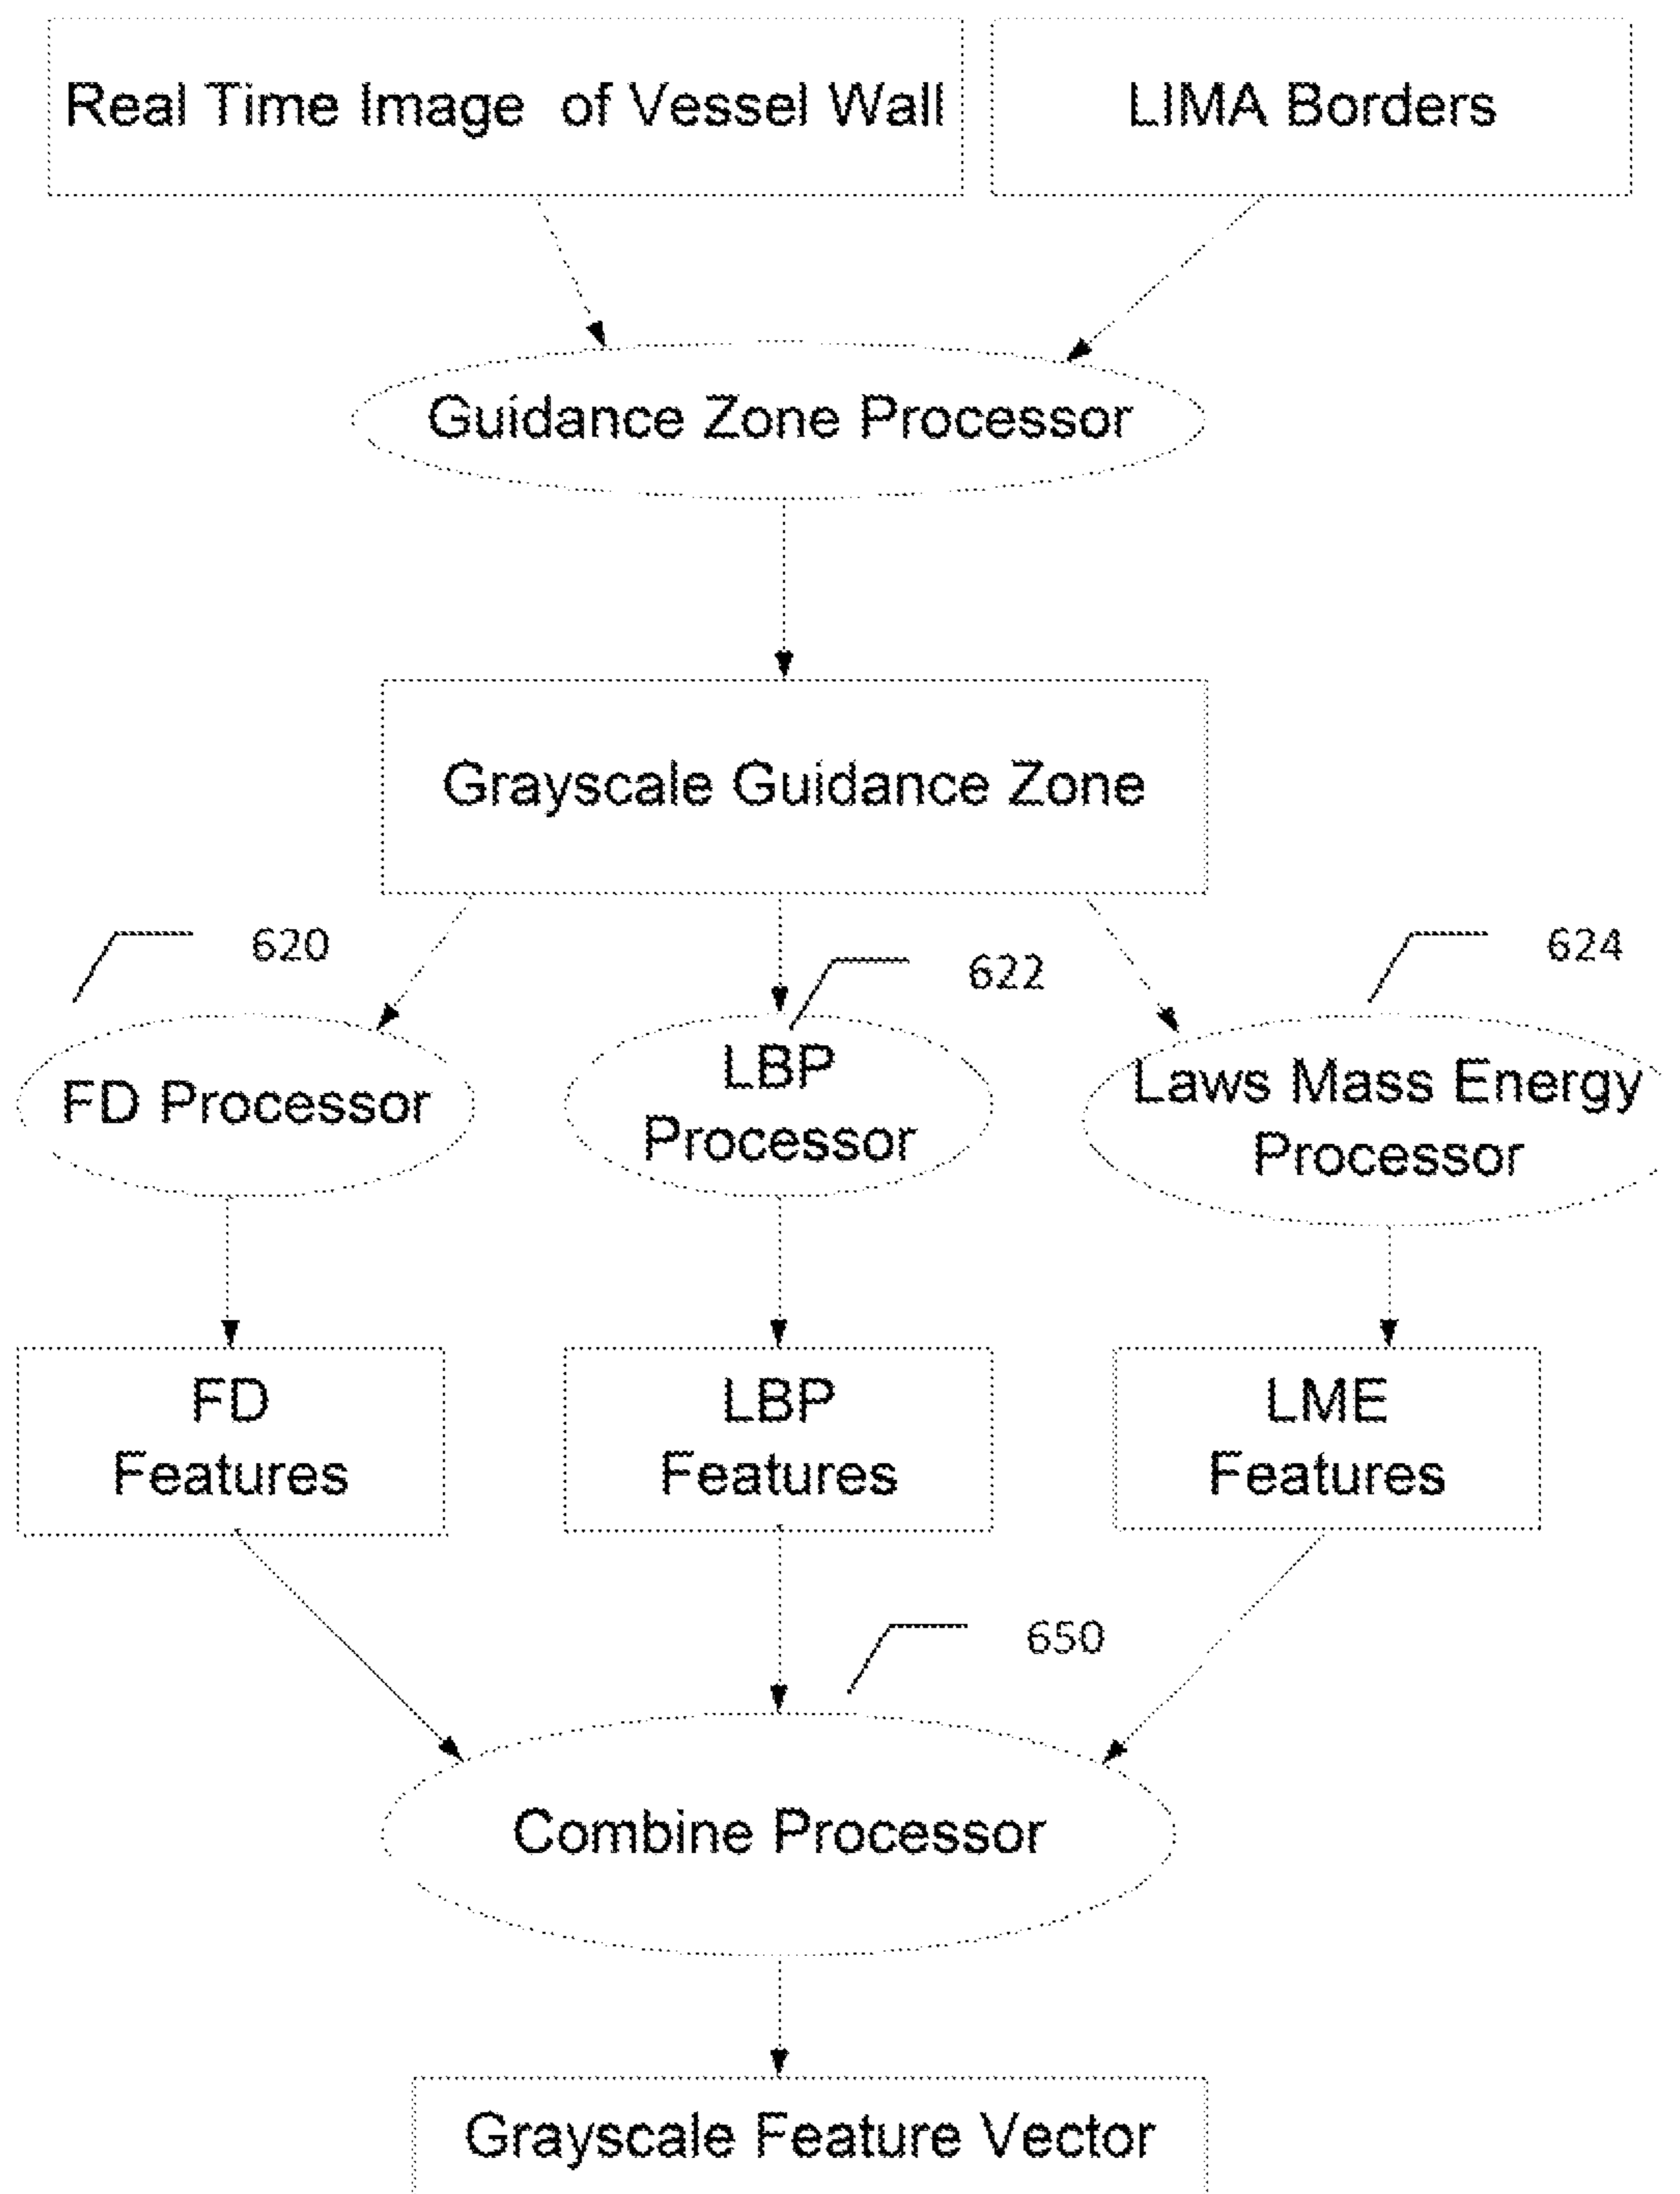 Real Time Image of Vessel Wall
LIMA Borders
Guidance Zone Processor
Grayscale Guidance Zone
620
622
624
FD Processor
LBP
Processor
Laws Mass Energy
Processor
FD
Features
LBP
Features
LME
Features
650
Combine Processor
Grayscale Feature Vector